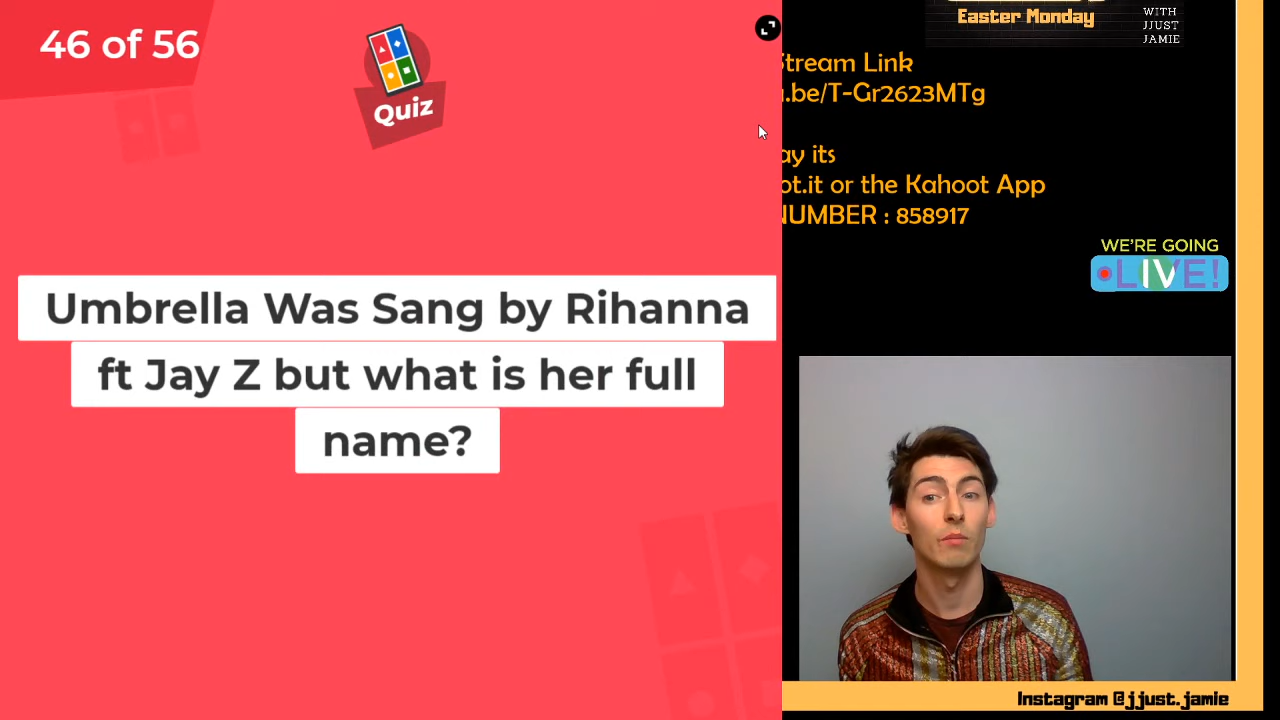 46 of 56
Quiz
Umbrella Was Sang by Rihanna
ft Jay Z but what is her full
name?
Easter Monday
WITH
JJUST
JAMIE
Stream Link
.be/T-Gr2623MTg
ay its
ot.it or the Kahoot App
NUMBER : 858917
WE'RE GOING
LIVE!
Instagram @jjust.jamie